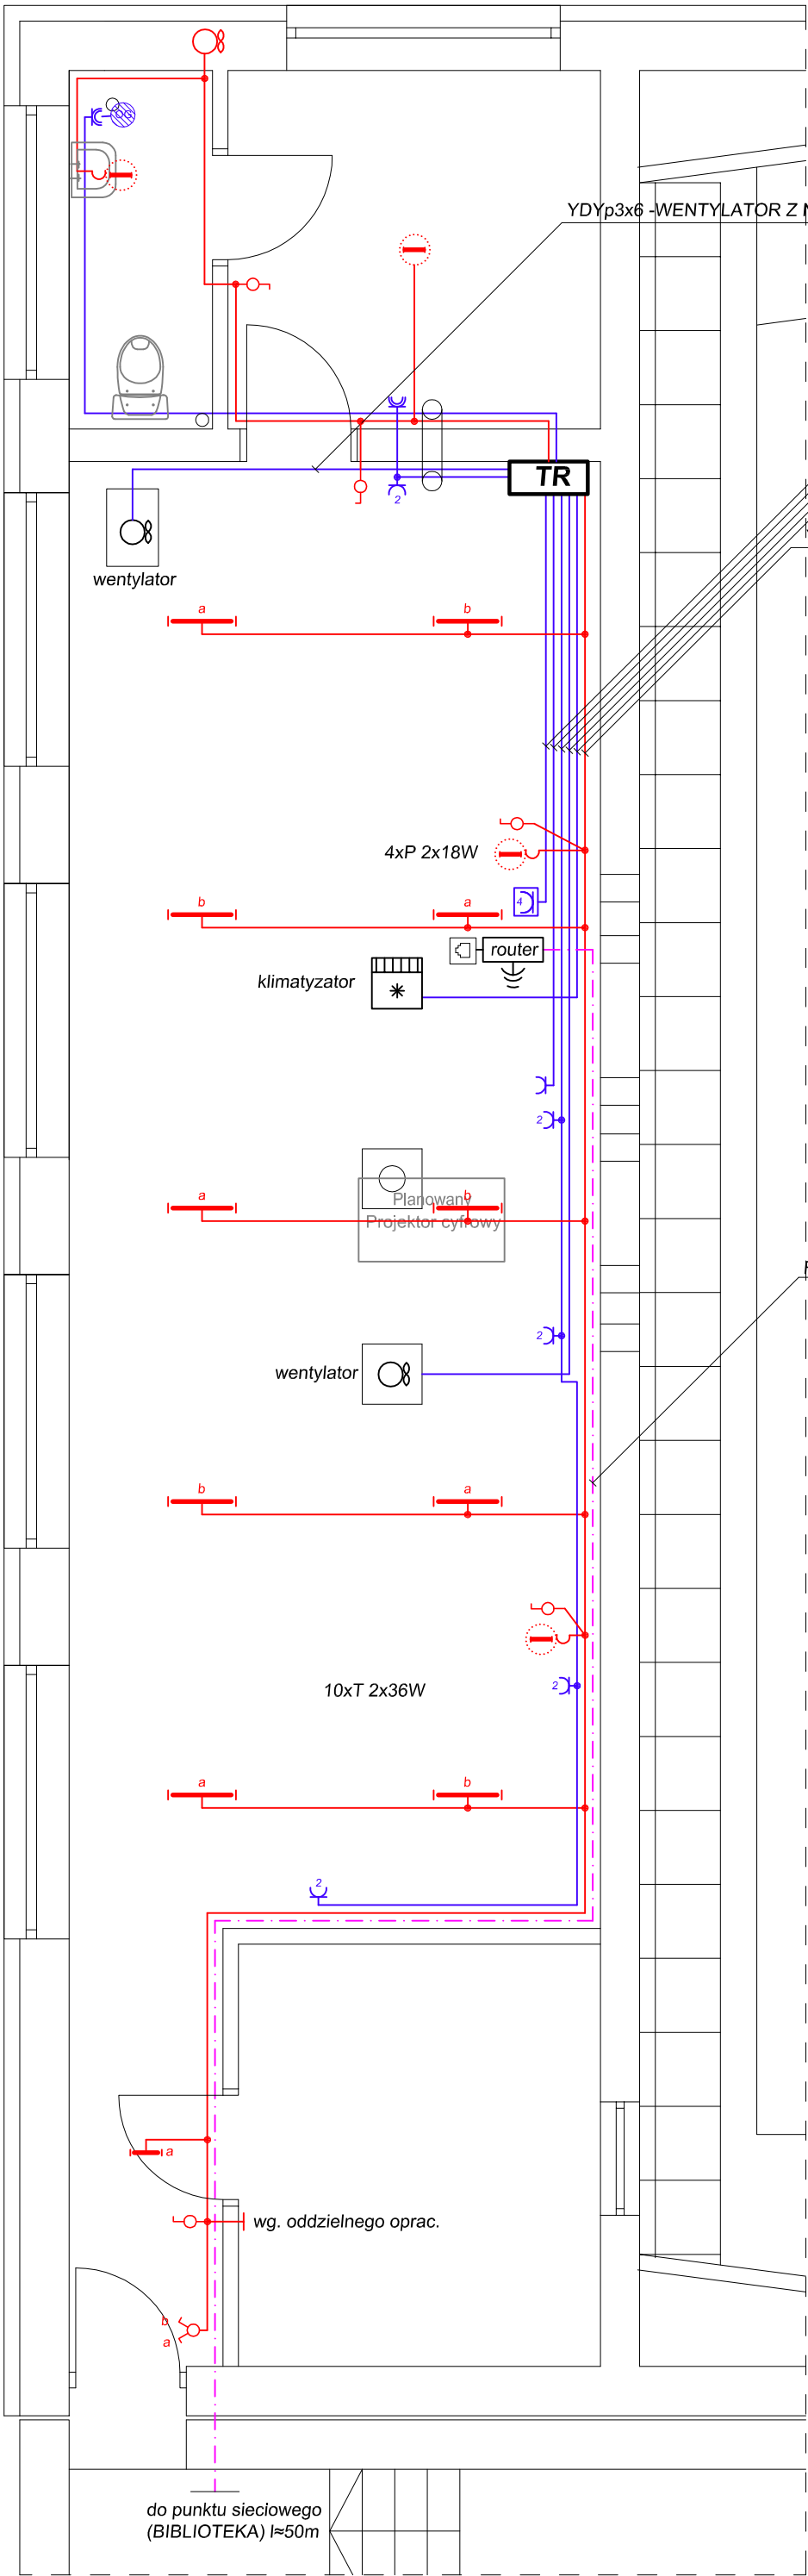 YDYp3x6 -WENTYLATOR Z
TR
2
wentylator
a b
4xP 2x18W
4
b a
router
klimatyzator
2
a b
Planowany
Projektor cyfrowy
2
wentylator
b a
2
10xT 2x36W
a b
2
a
wg. oddzielnego oprac.
b
a
do punktu sieciowego
(BIBLIOTEKA) l≈50m